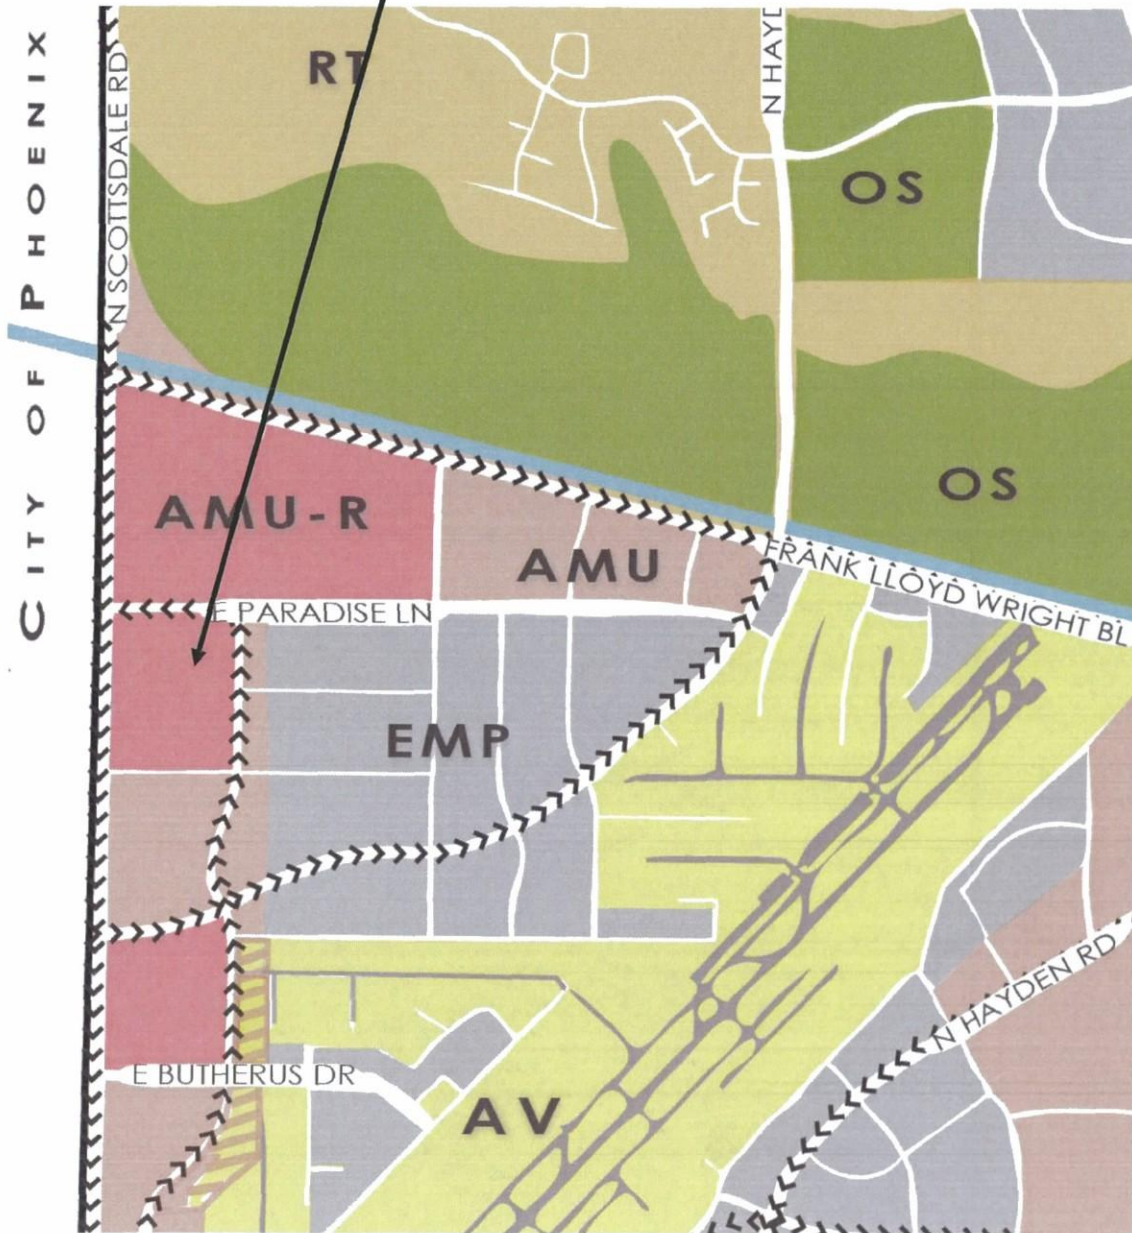 CITY OF PHOENIX
N SCOTTSDALE RD
RT
N HAYD
OS
OS
AMU-R
AMU
FRANK LLOYD WRIGHT BL
E PARADISE LN
EMP
N HAYDEN RD
E BUTHERUS DR
AV